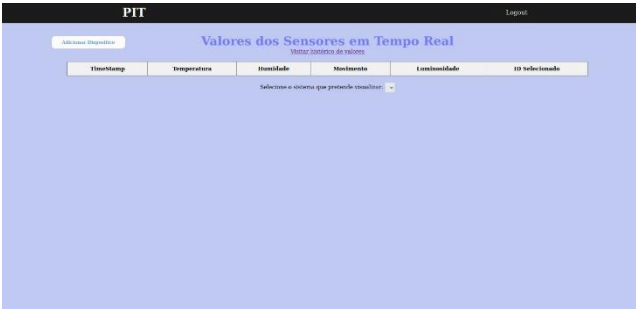 PIT Logout
Adicionar Dispositivo Valores dos Sensores em Tempo Real
Visitar histórico de valores
TimeStamp Temperatura Humidade Movimento Luminosidade ID Selecionado
Selecione o sistema que pretende visualizar: